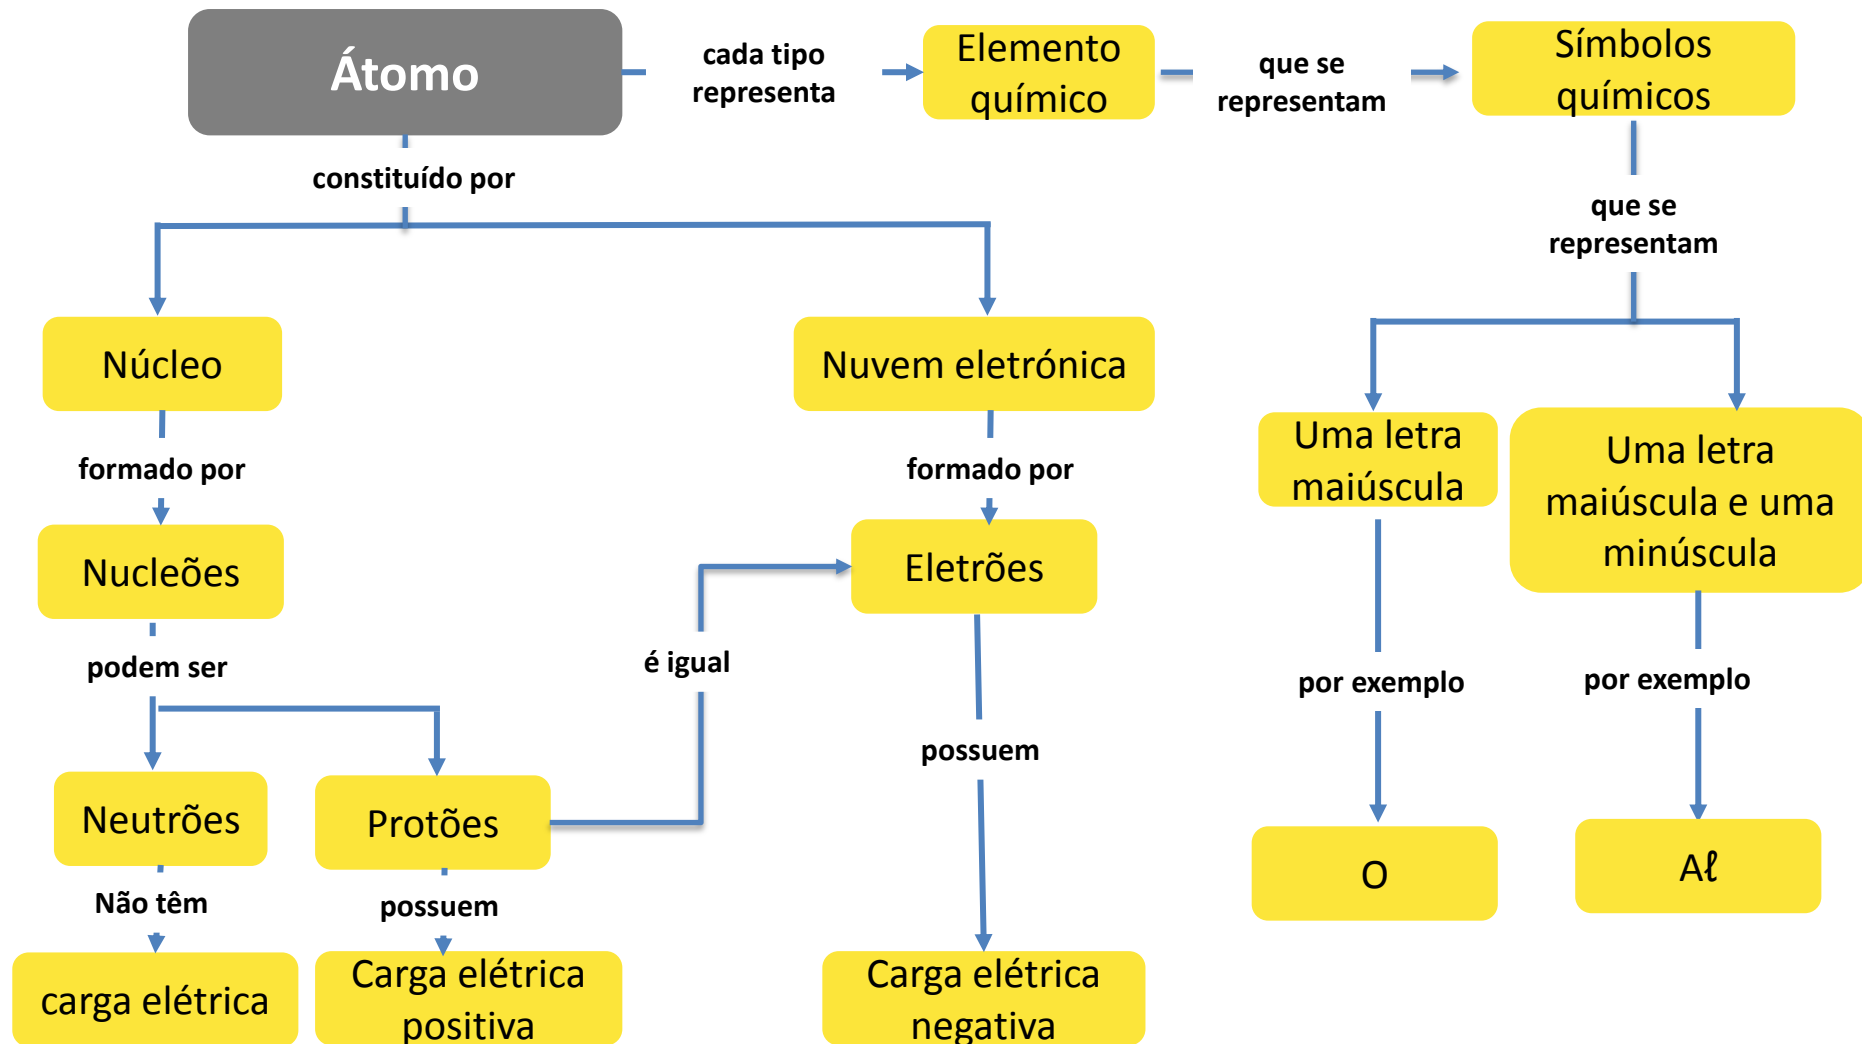 Átomo
cada tipo
representa
Elemento
químico
que se
representam
Símbolos
químicos
constituído por
que se
representam
Núcleo
Nuvem eletrónica
Uma letra
maiúscula
Uma letra
maiúscula e uma
minúscula
formado por
formado por
Nucleões
Eletrões
podem ser
é igual
por exemplo
por exemplo
possuem
Neutrões
Protões
O
Aℓ
Não têm
possuem
carga elétrica
Carga elétrica
positiva
Carga elétrica
negativa